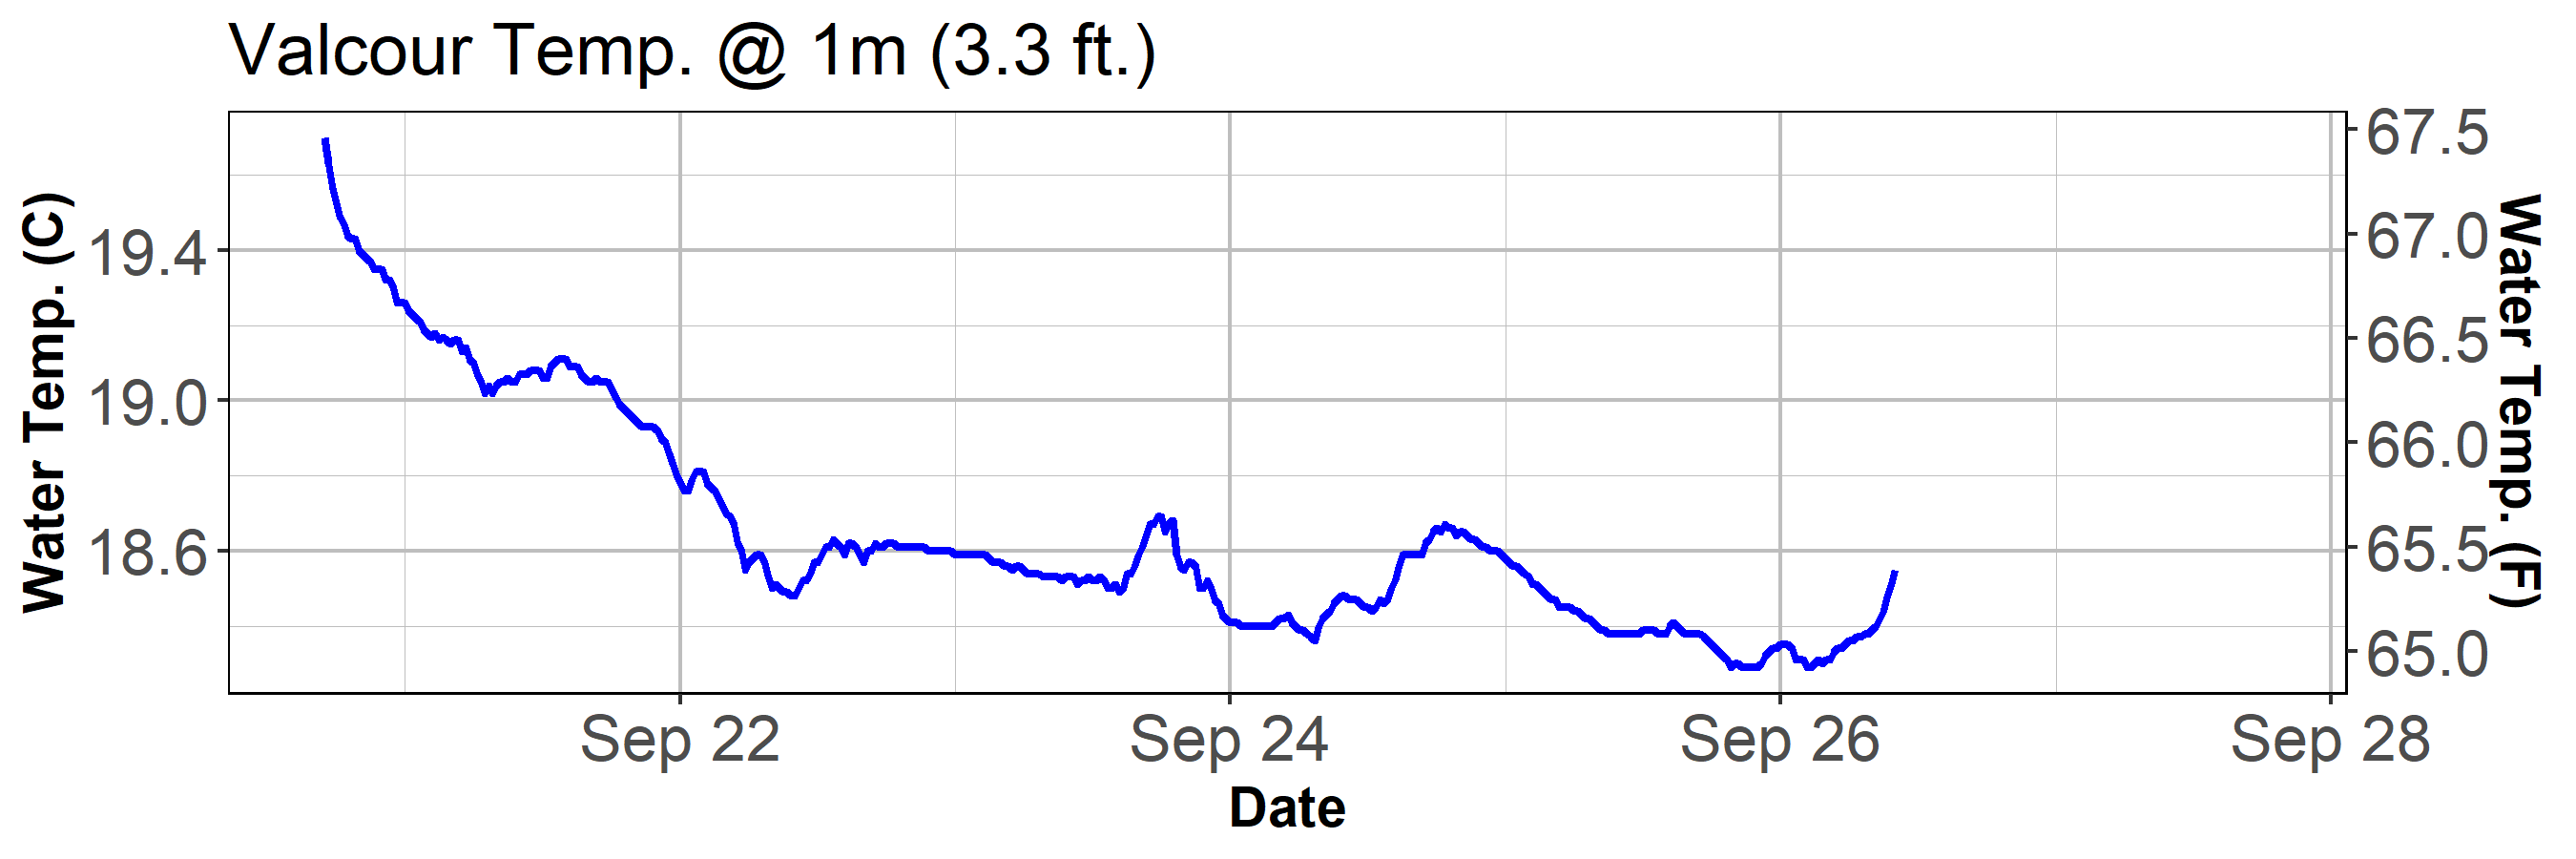 Valcour Temp. @ 1m (3.3 ft.)
Water Temp. (C)
19.4
19.0
18.6
67.5
67.0
66.5
66.0
65.5
65.0
Water Temp. (F)
Sep 22
Sep 24
Sep 26
Sep 28
Date